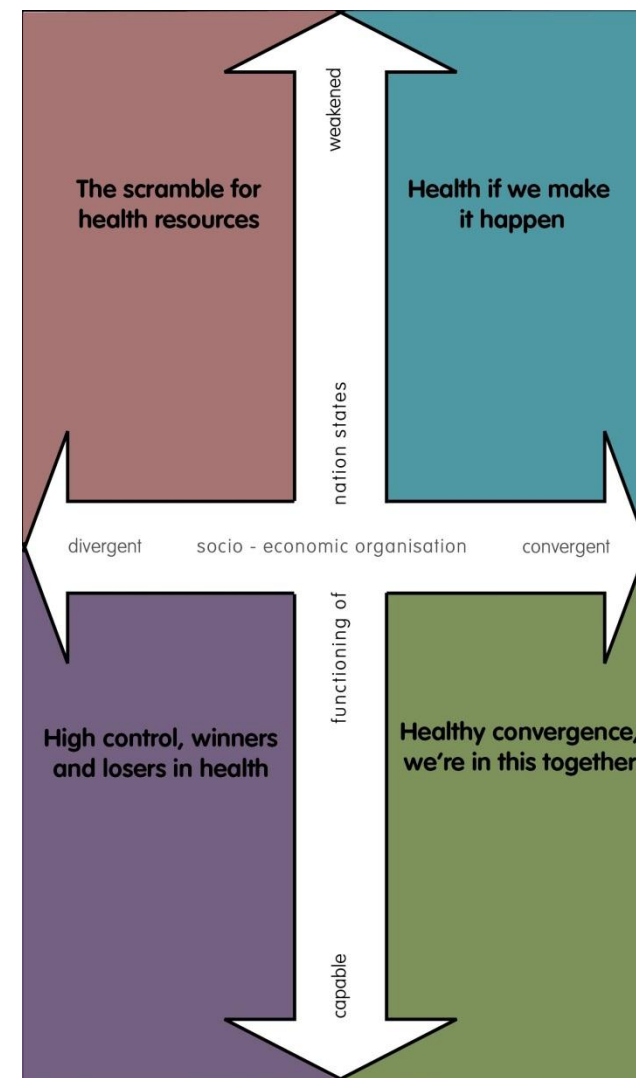 weakened
The scramble for
health resources
Health if we make
it happen
functioning of nation states
divergent socio - economic organisation convergent
High control, winners
and losers in health
Healthy convergence,
we're in this together
capable